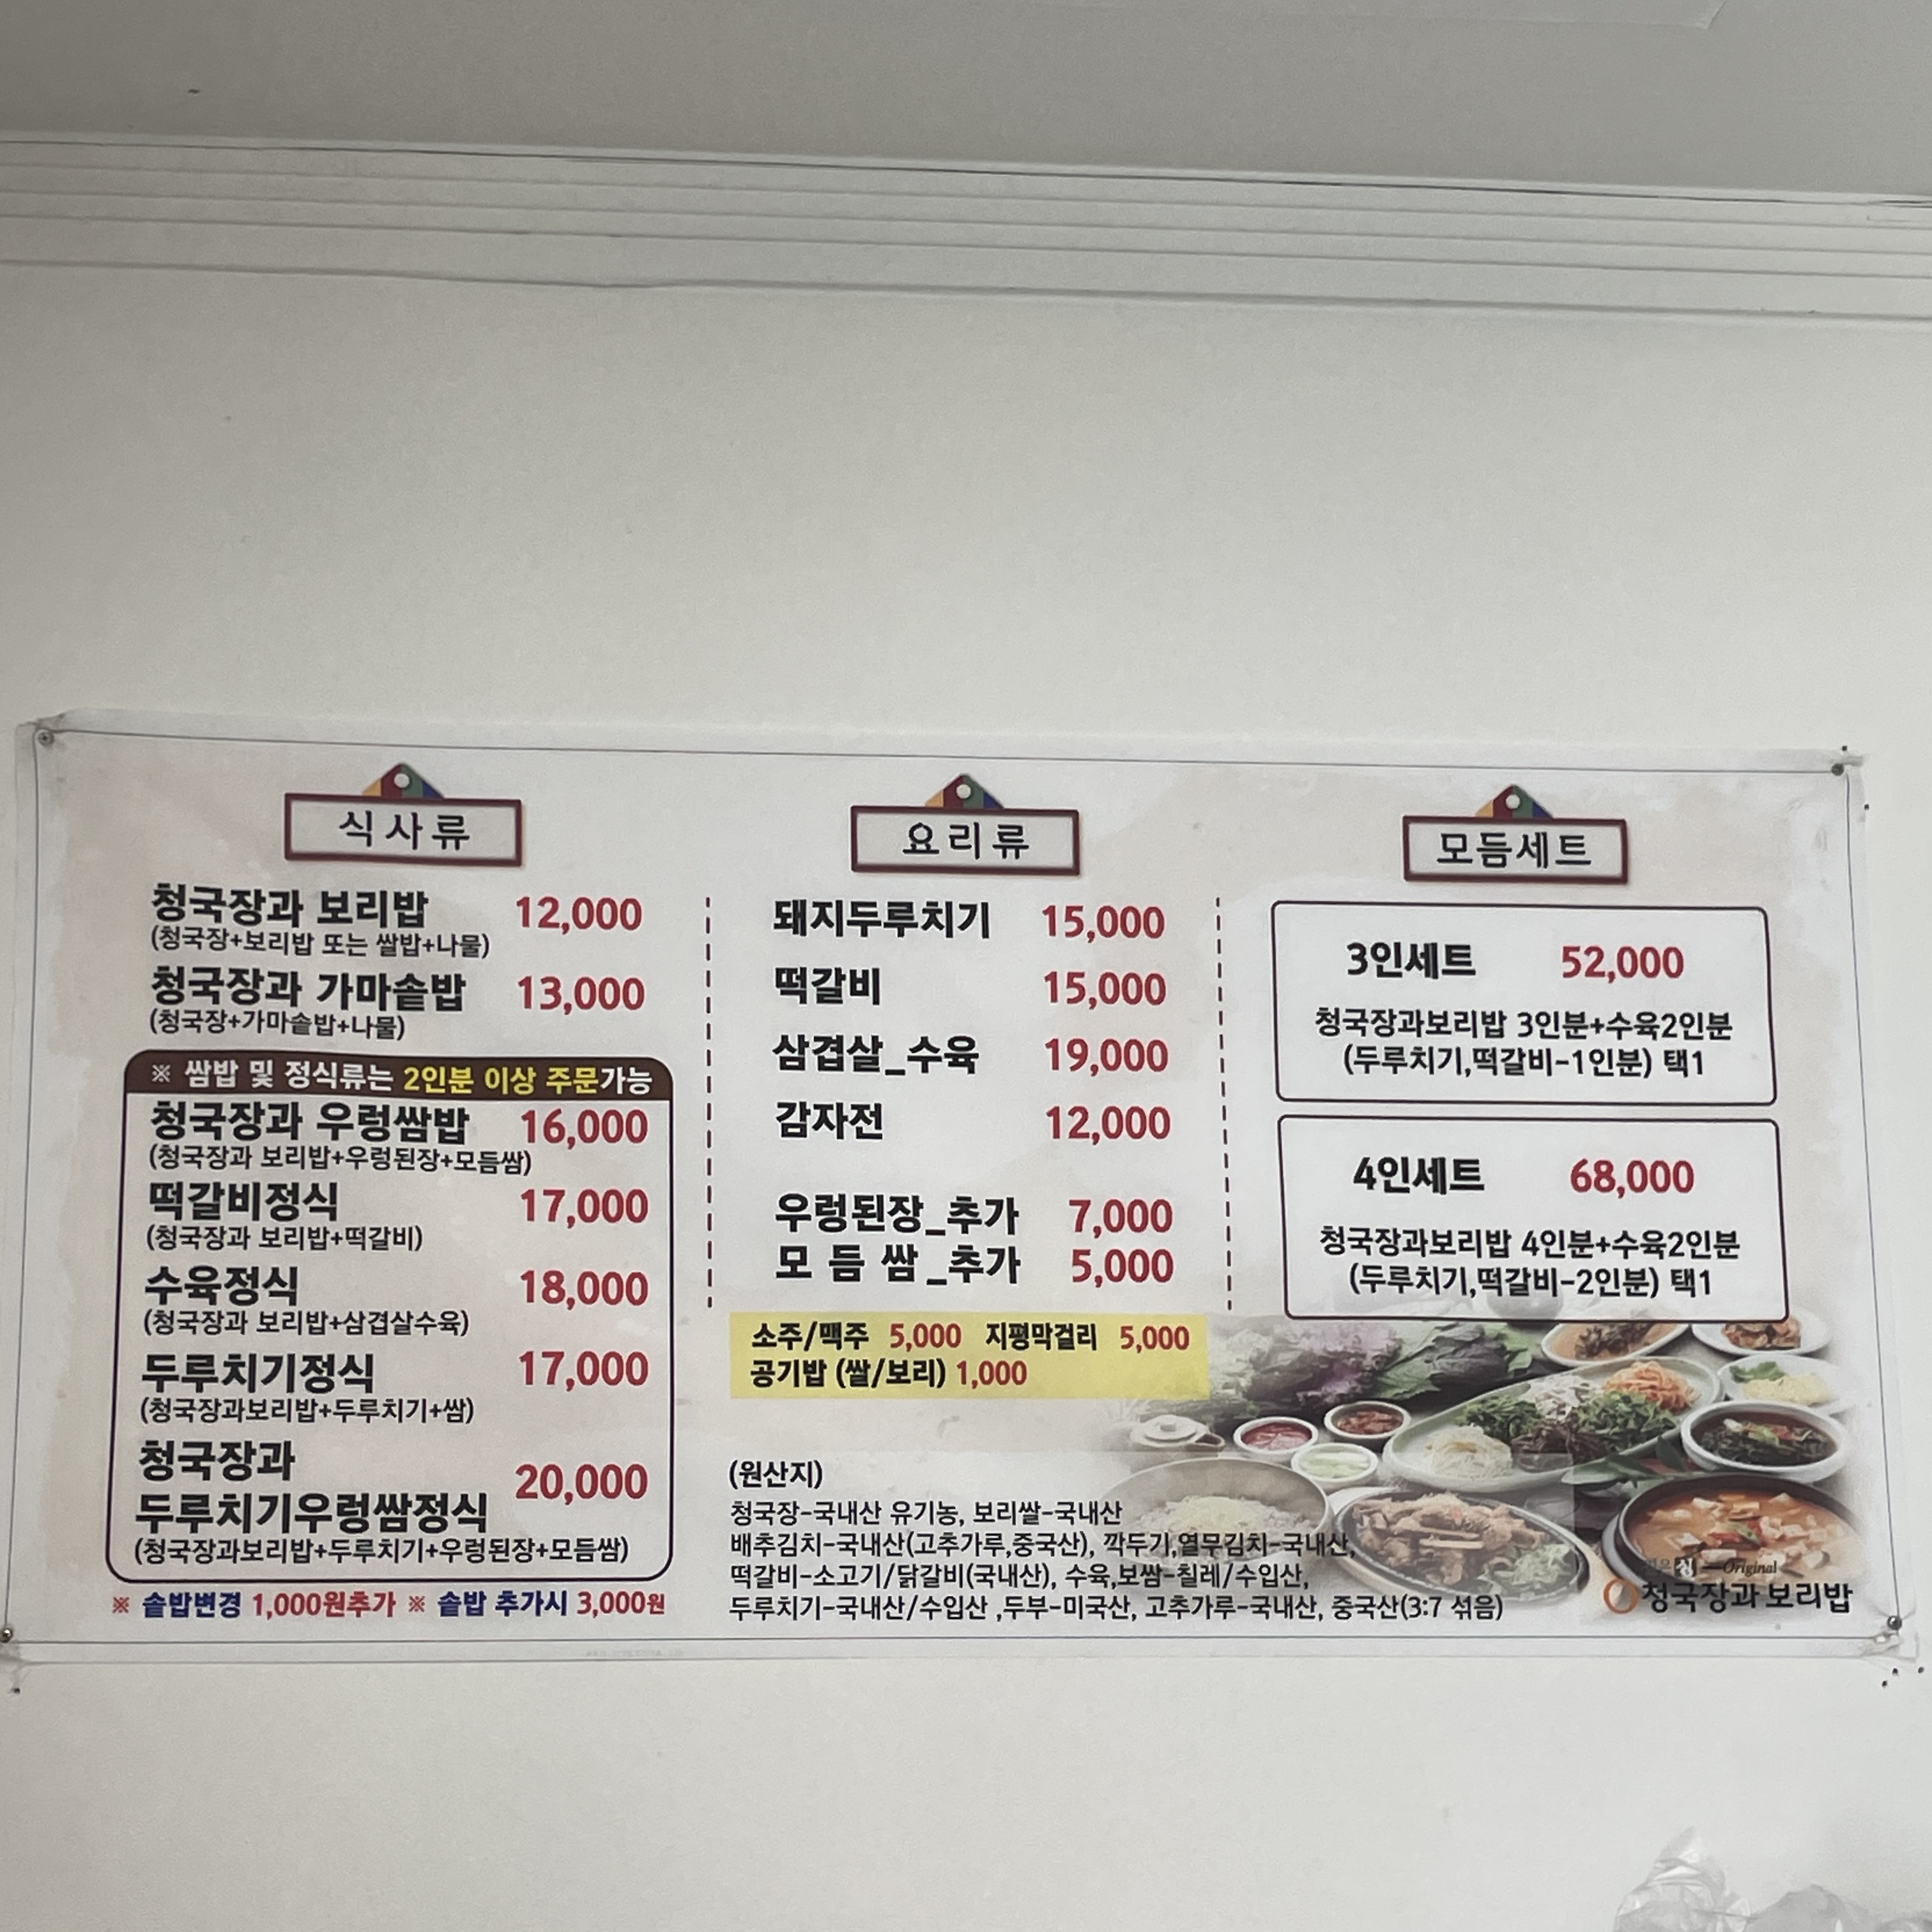 식사류
청국장과 보리밥 12,000
(청국장+보리밥 또는 쌀밥+나물)
청국장과 가마솥밥 13,000
(청국장+가마솥밥+나물)
※ 쌈밥 및 정식류는 2인분 이상 주문가능
청국장과 우렁쌈밥 16,000
(청국장과 보리밥+우렁된장+모듬쌈)
떡갈비정식 17,000
(청국장과 보리밥+떡갈비)
수육정식 18,000
(청국장과 보리밥+삼겹살수육)
두루치기정식 17,000
(청국장과보리밥+두루치기+쌈)
청국장과
두루치기우렁쌈정식 20,000
(청국장과보리밥+두루치기+우렁된장+모듬쌈)
※ 솥밥변경 1,000원추가 ※ 솥밥 추가시 3,000원
요리류
돼지두루치기 15,000
떡갈비 15,000
삼겹살_수육 19,000
감자전 12,000
우렁된장_추가 7,000
모 듬 쌈_추가 5,000
소주/맥주 5,000 지평막걸리 5,000
공기밥 (쌀/보리) 1,000
(원산지)
청국장-국내산 유기농, 보리쌀-국내산
배추김치-국내산(고추가루,중국산), 깍두기,열무김치-국내산,
떡갈비-소고기/닭갈비(국내산), 수육,보쌈-칠레/수입산,
두루치기-국내산/수입산 ,두부-미국산, 고추가루-국내산, 중국산(3:7 섞음)
모듬세트
3인세트 52,000
청국장과보리밥 3인분+수육2인분
(두루치기,떡갈비-1인분) 택1
4인세트 68,000
청국장과보리밥 4인분+수육2인분
(두루치기,떡갈비-2인분) 택1
Original
청국장과보리밥